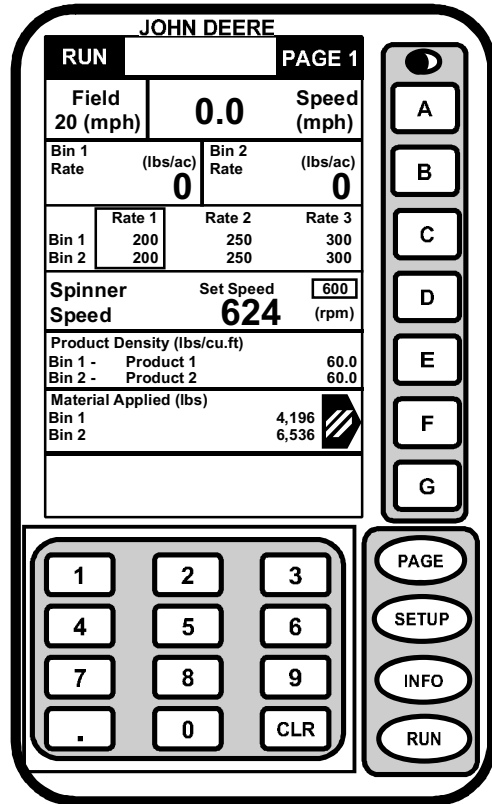 JOHN DEERE
RUN PAGE 1
Field 20 (mph) 0.0 Speed (mph)
Bin 1 Rate (lbs/ac) 0 Bin 2 Rate (lbs/ac) 0
Rate 1 Rate 2 Rate 3
Bin 1 200 250 300
Bin 2 200 250 300
Spinner Set Speed 600
Speed 624 (rpm)
Product Density (lbs/cu.ft)
Bin 1 - Product 1 60.0
Bin 2 - Product 2 60.0
Material Applied (lbs)
Bin 1 4,196
Bin 2 6,536
A
B
C
D
E
F
G
1 2 3
4 5 6
7 8 9
. 0 CLR
PAGE
SETUP
INFO
RUN